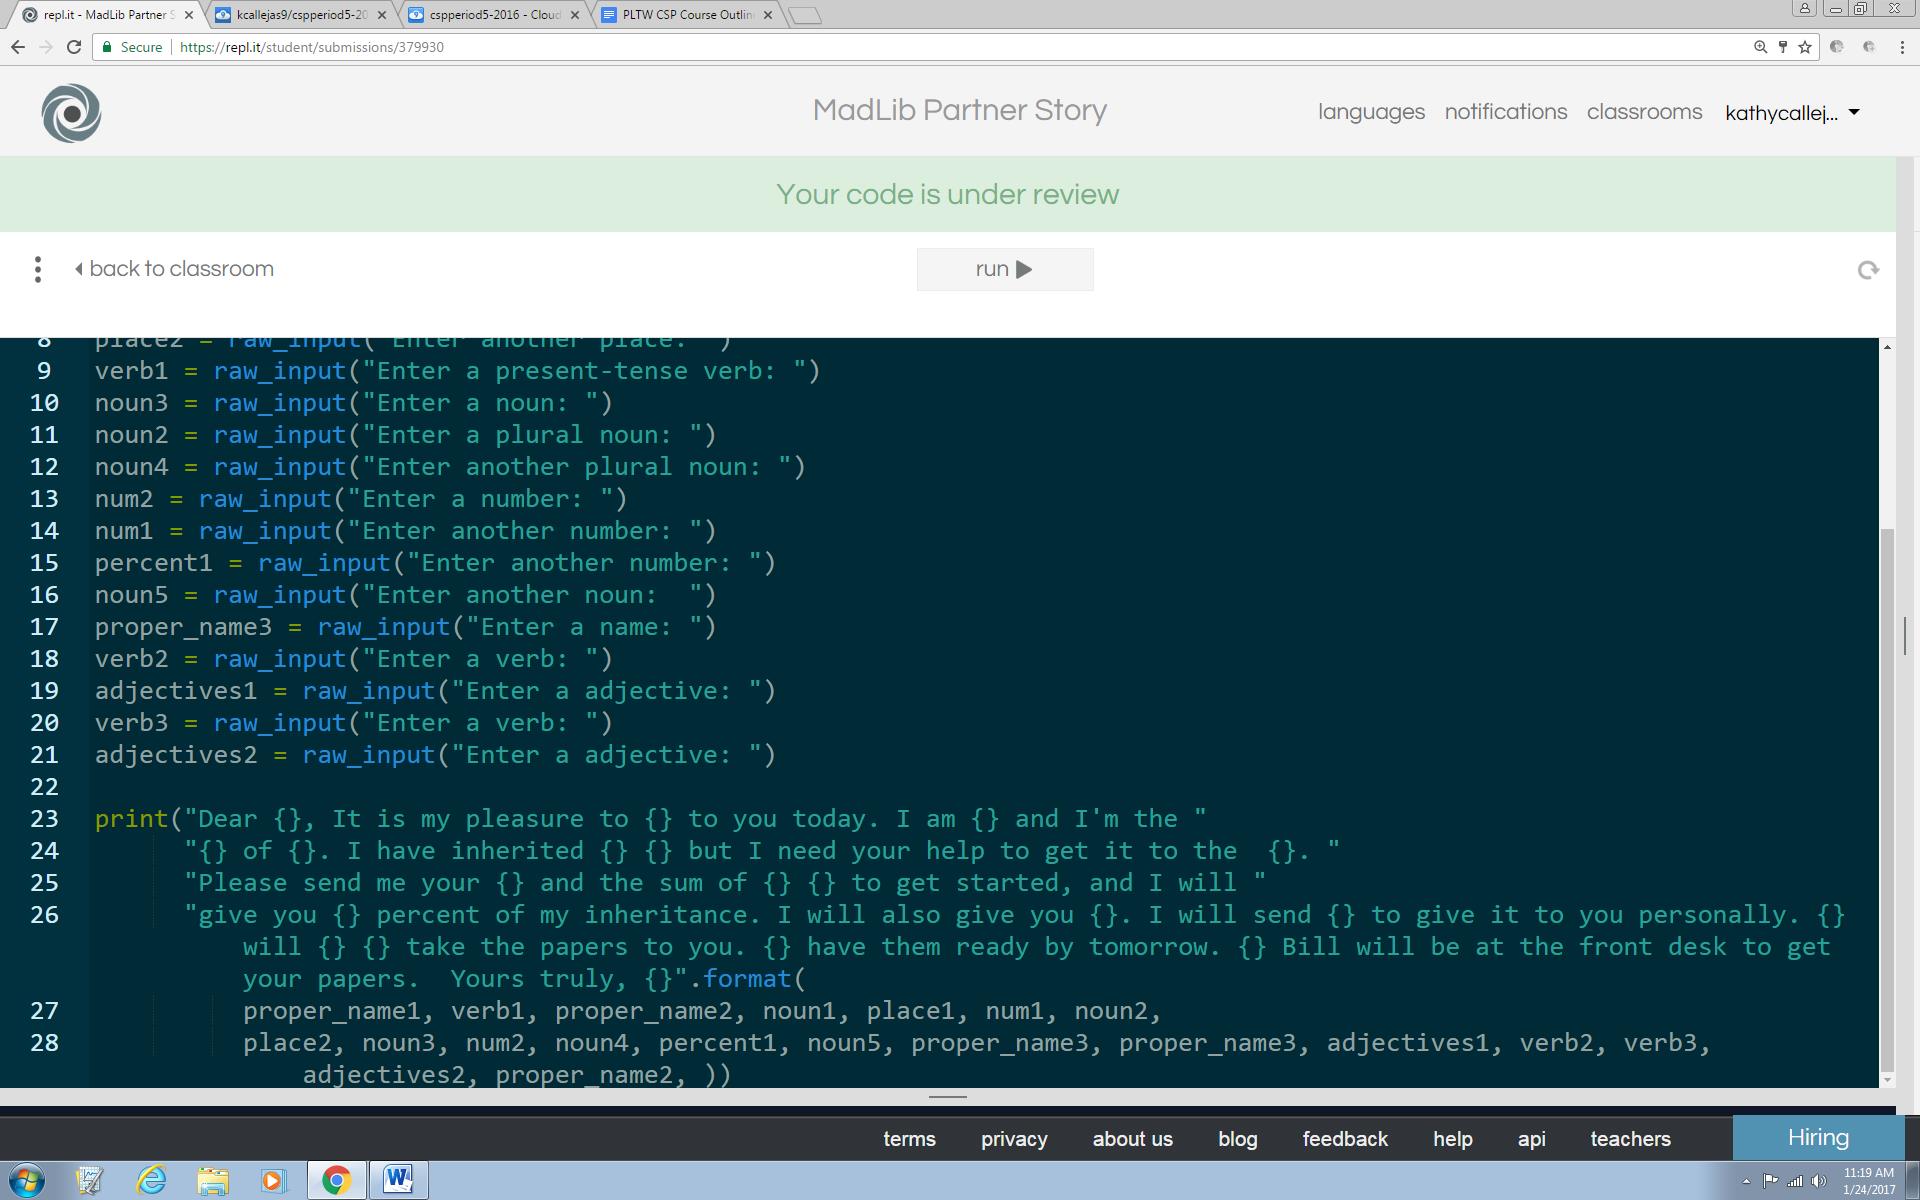 repl.it - MadLib Partner S
kcallejas9/cspperiod5-20
cspperiod5-2016 - Cloud
PLTW CSP Course Outlin
Secure https://repl.it/student/submissions/379930
MadLib Partner Story
languages notifications classrooms kathycallej...
Your code is under review
back to classroom
run
8 place2 = raw_input("Enter another place: ")
9 verb1 = raw_input("Enter a present-tense verb: ")
10 noun3 = raw_input("Enter a noun: ")
11 noun2 = raw_input("Enter a plural noun: ")
12 noun4 = raw_input("Enter another plural noun: ")
13 num2 = raw_input("Enter a number: ")
14 num1 = raw_input("Enter another number: ")
15 percent1 = raw_input("Enter another number: ")
16 noun5 = raw_input("Enter another noun:  ")
17 proper_name3 = raw_input("Enter a name: ")
18 verb2 = raw_input("Enter a verb: ")
19 adjectives1 = raw_input("Enter a adjective: ")
20 verb3 = raw_input("Enter a verb: ")
21 adjectives2 = raw_input("Enter a adjective: ")
22
23 print("Dear {}, It is my pleasure to {} to you today. I am {} and I'm the "
24 "{} of {}. I have inherited {} {} but I need your help to get it to the  {}. "
25 "Please send me your {} and the sum of {} {} to get started, and I will "
26 "give you {} percent of my inheritance. I will also give you {}. I will send {} to give it to you personally. {}
will {} {} take the papers to you. {} have them ready by tomorrow. {} Bill will be at the front desk to get
your papers.  Yours truly, {}".format(
27 proper_name1, verb1, proper_name2, noun1, place1, num1, noun2,
28 place2, noun3, num2, noun4, percent1, noun5, proper_name3, proper_name3, adjectives1, verb2, verb3,
adjectives2, proper_name2, ))
terms privacy about us blog feedback help api teachers Hiring
11:19 AM
1/24/2017